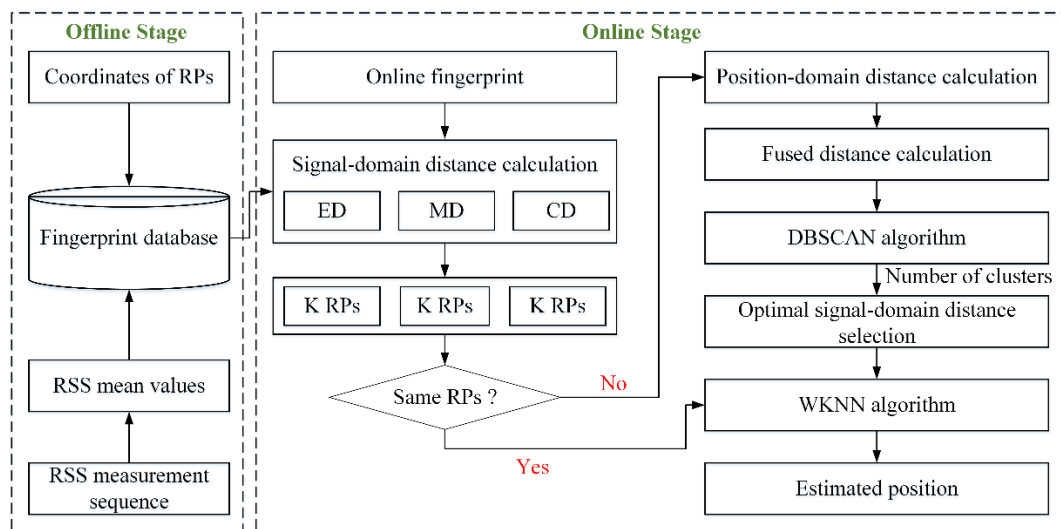 Offline Stage
Coordinates of RPs
Fingerprint database
RSS mean values
RSS measurement
sequence
Online Stage
Online fingerprint
Signal-domain distance calculation
ED
MD
CD
K RPs
K RPs
K RPs
Same RPs ?
No
Yes
Position-domain distance calculation
Fused distance calculation
DBSCAN algorithm
Number of clusters
Optimal signal-domain distance
selection
WKNN algorithm
Estimated position